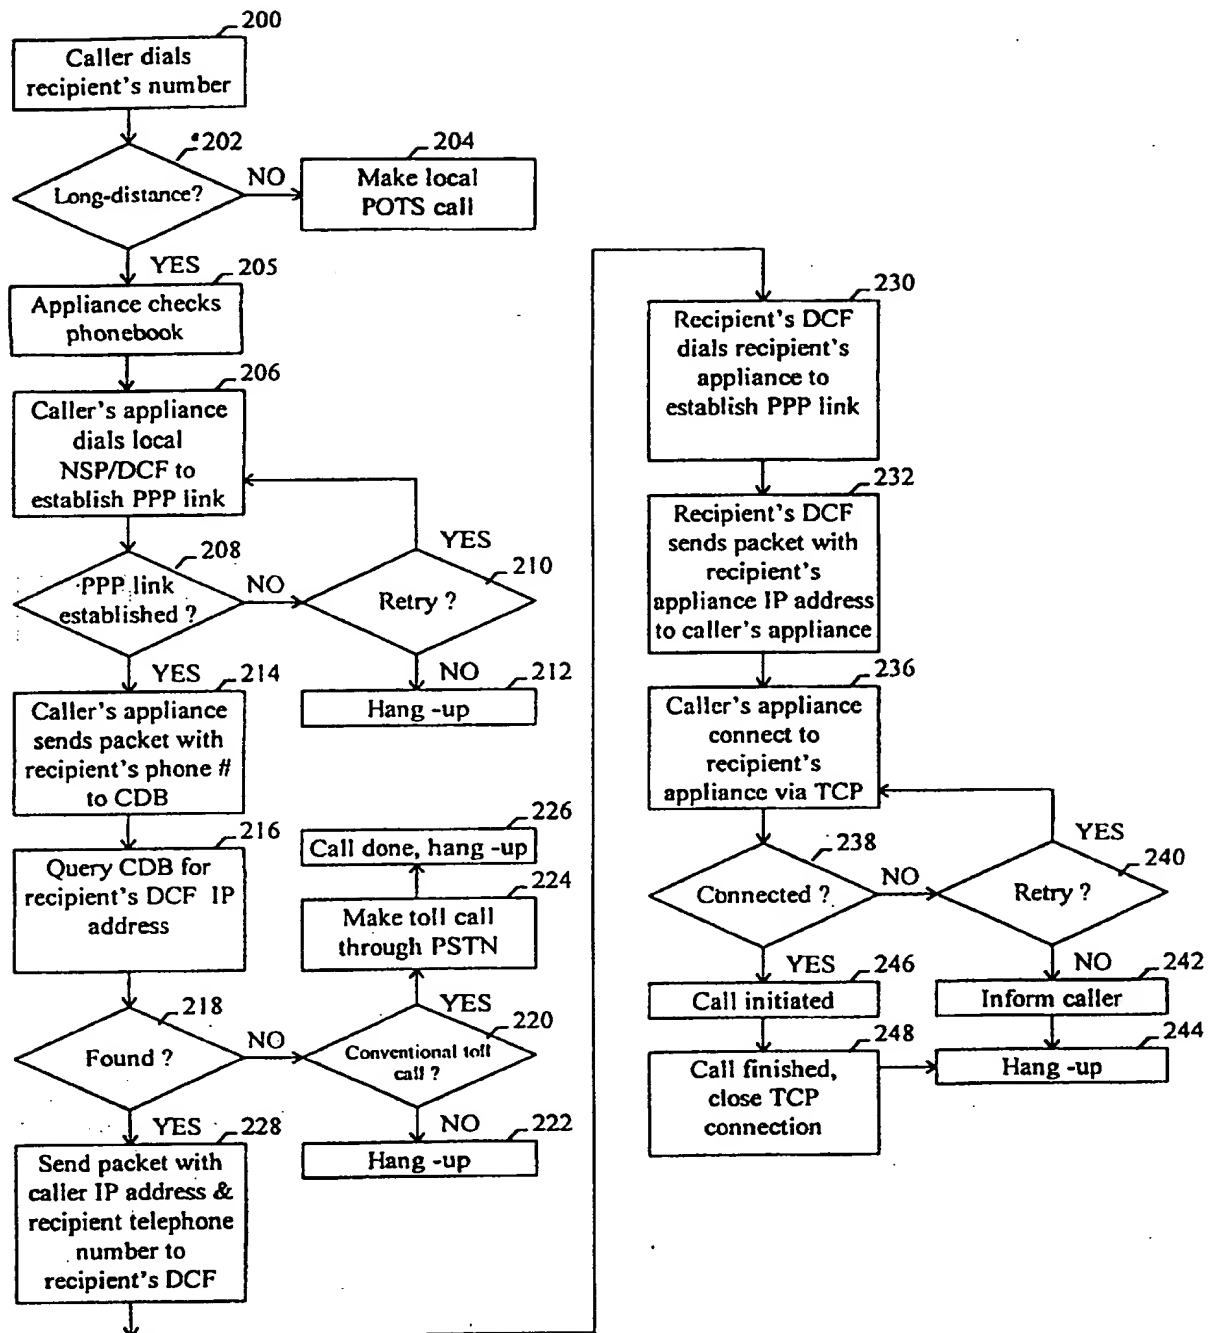 200
Caller dials
recipient's number
202
Long-distance?
NO
204
Make local
POTS call
YES
205
Appliance checks
phonebook
206
Caller's appliance
dials local
NSP/DCF to
establish PPP link
208
PPP link
established ?
NO
YES
210
Retry ?
NO
212
Hang -up
YES
214
Caller's appliance
sends packet with
recipient's phone #
to CDB
216
Query CDB for
recipient's DCF IP
address
218
Found ?
NO
220
Conventional toll
call ?
YES
224
Make toll call
through PSTN
226
Call done, hang -up
NO
222
Hang -up
YES
228
Send packet with
caller IP address &
recipient telephone
number to
recipient's DCF
230
Recipient's DCF
dials recipient's
appliance to
establish PPP link
232
Recipient's DCF
sends packet with
recipient's
appliance IP address
to caller's appliance
236
Caller's appliance
connect to
recipient's
appliance via TCP
238
Connected ?
NO
YES
240
Retry ?
NO
242
Inform caller
244
Hang -up
YES
246
Call initiated
248
Call finished,
close TCP
connection